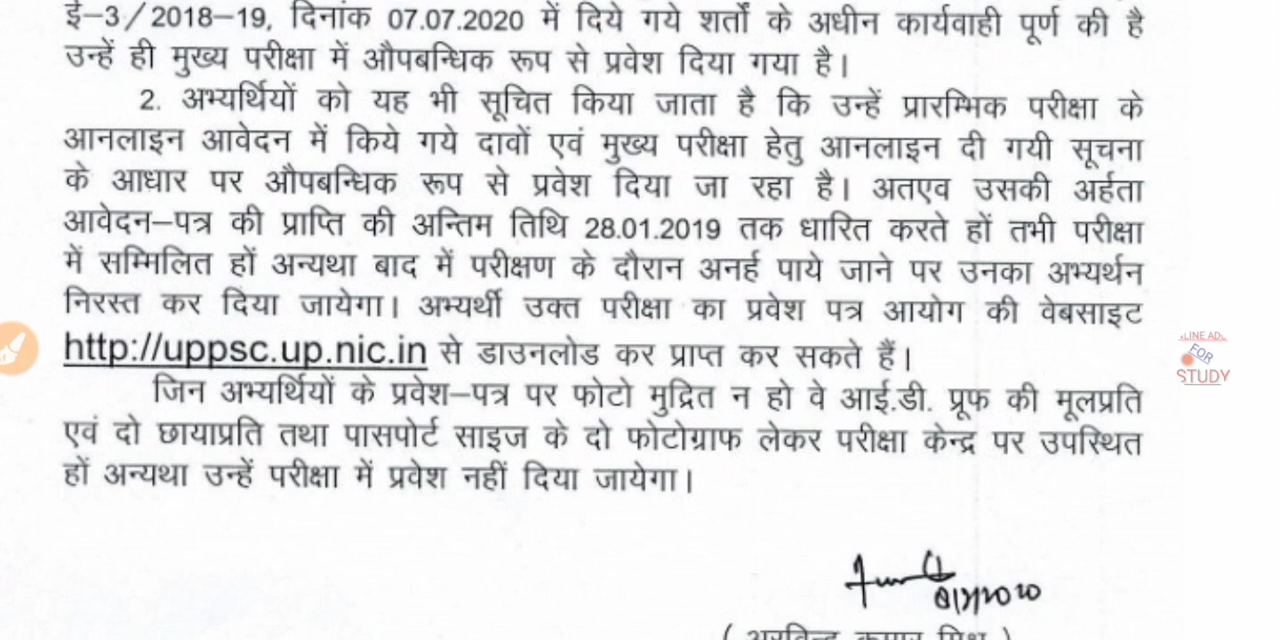 ई–3/2018–19, दिनांक 07.07.2020 में दिये गये शर्तों के अधीन कार्यवाही पूर्ण की है
उन्हें ही मुख्य परीक्षा में औपबन्धिक रूप से प्रवेश दिया गया है।
2. अभ्यर्थियों को यह भी सूचित किया जाता है कि उन्हें प्रारम्भिक परीक्षा के
आनलाइन आवेदन में किये गये दावों एवं मुख्य परीक्षा हेतु आनलाइन दी गयी सूचना
के आधार पर औपबन्धिक रूप से प्रवेश दिया जा रहा है। अतएव उसकी अर्हता
आवेदन–पत्र की प्राप्ति की अन्तिम तिथि 28.01.2019 तक धारित करते हों तभी परीक्षा
में सम्मिलित हों अन्यथा बाद में परीक्षण के दौरान अनर्ह पाये जाने पर उनका अभ्यर्थन
निरस्त कर दिया जायेगा। अभ्यर्थी उक्त परीक्षा का प्रवेश पत्र आयोग की वेबसाइट
http://uppsc.up.nic.in से डाउनलोड कर प्राप्त कर सकते हैं।
जिन अभ्यर्थियों के प्रवेश–पत्र पर फोटो मुद्रित न हो वे आई.डी. प्रूफ की मूलप्रति
एवं दो छायाप्रति तथा पासपोर्ट साइज के दो फोटोग्राफ लेकर परीक्षा केन्द्र पर उपस्थित
हों अन्यथा उन्हें परीक्षा में प्रवेश नहीं दिया जायेगा।
FOR
STUDY
( अरविन्द कुमार मिश्र )